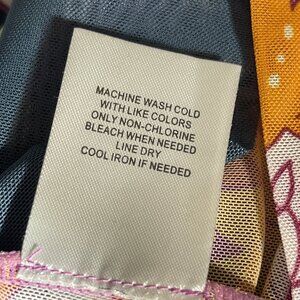 MACHINE WASH COLD
WITH LIKE COLORS
ONLY NON-CHLORINE
BLEACH WHEN NEEDED
LINE DRY
COOL IRON IF NEEDED